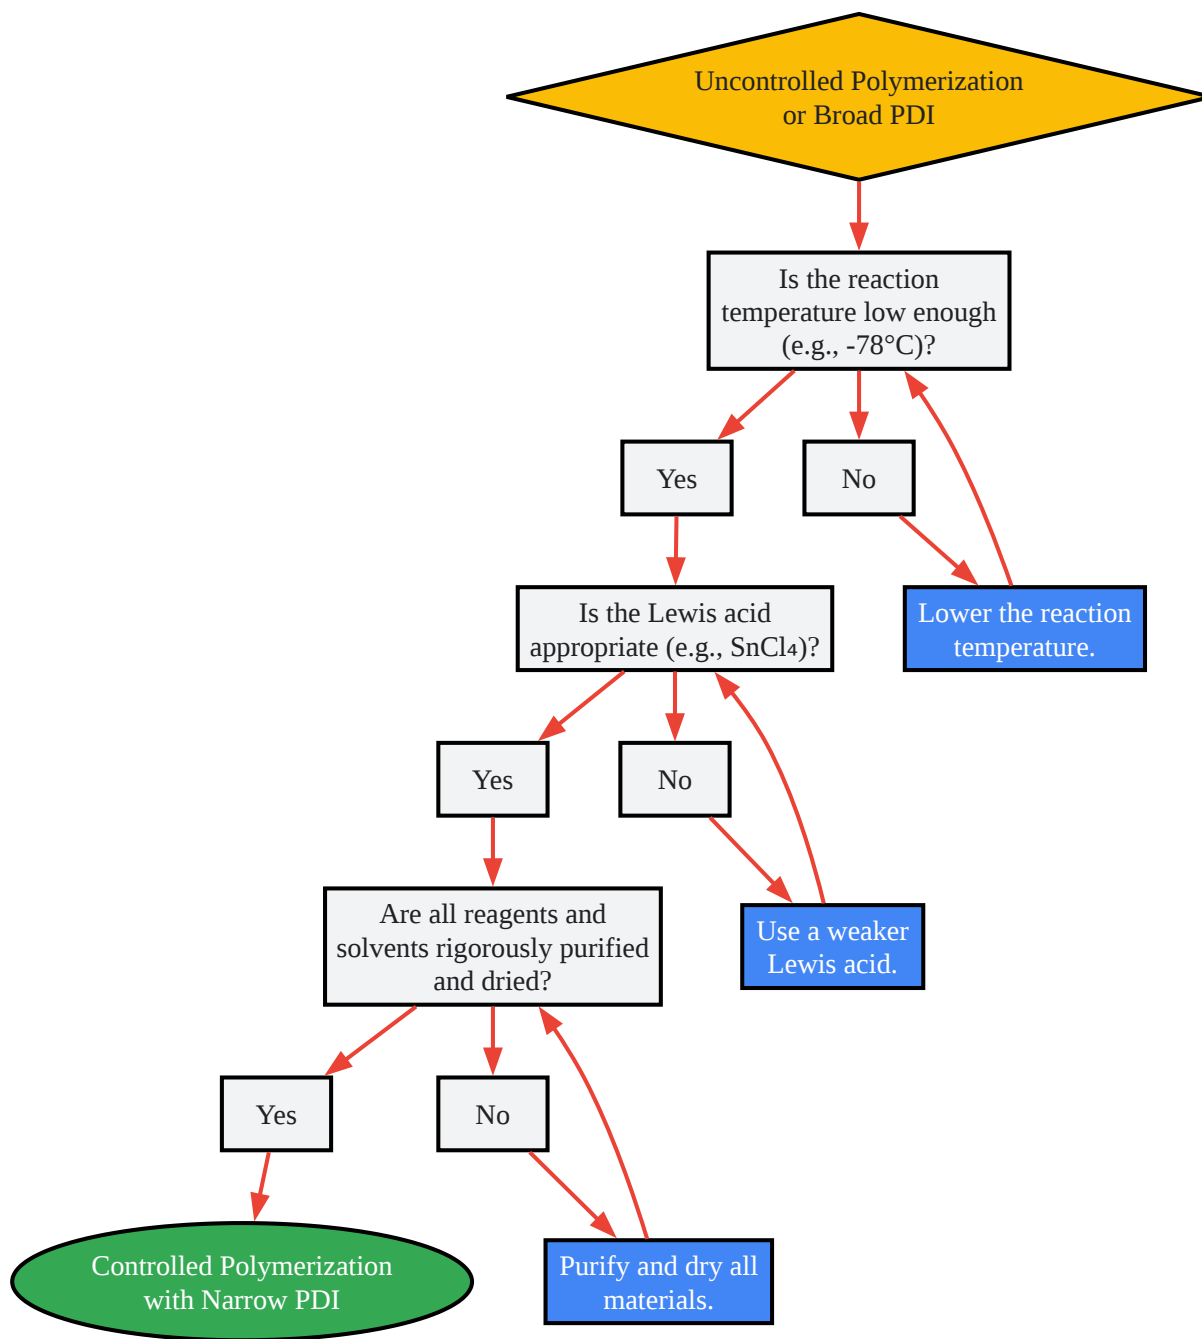 Uncontrolled Polymerization
or Broad PDI
Is the reaction
temperature low enough
(e.g., -78°C)?
Yes
No
Is the Lewis acid
appropriate (e.g., SnCl₄)?
Lower the reaction
temperature.
Yes
No
Are all reagents and
solvents rigorously purified
and dried?
Use a weaker
Lewis acid.
Yes
No
Controlled Polymerization
with Narrow PDI
Purify and dry all
materials.